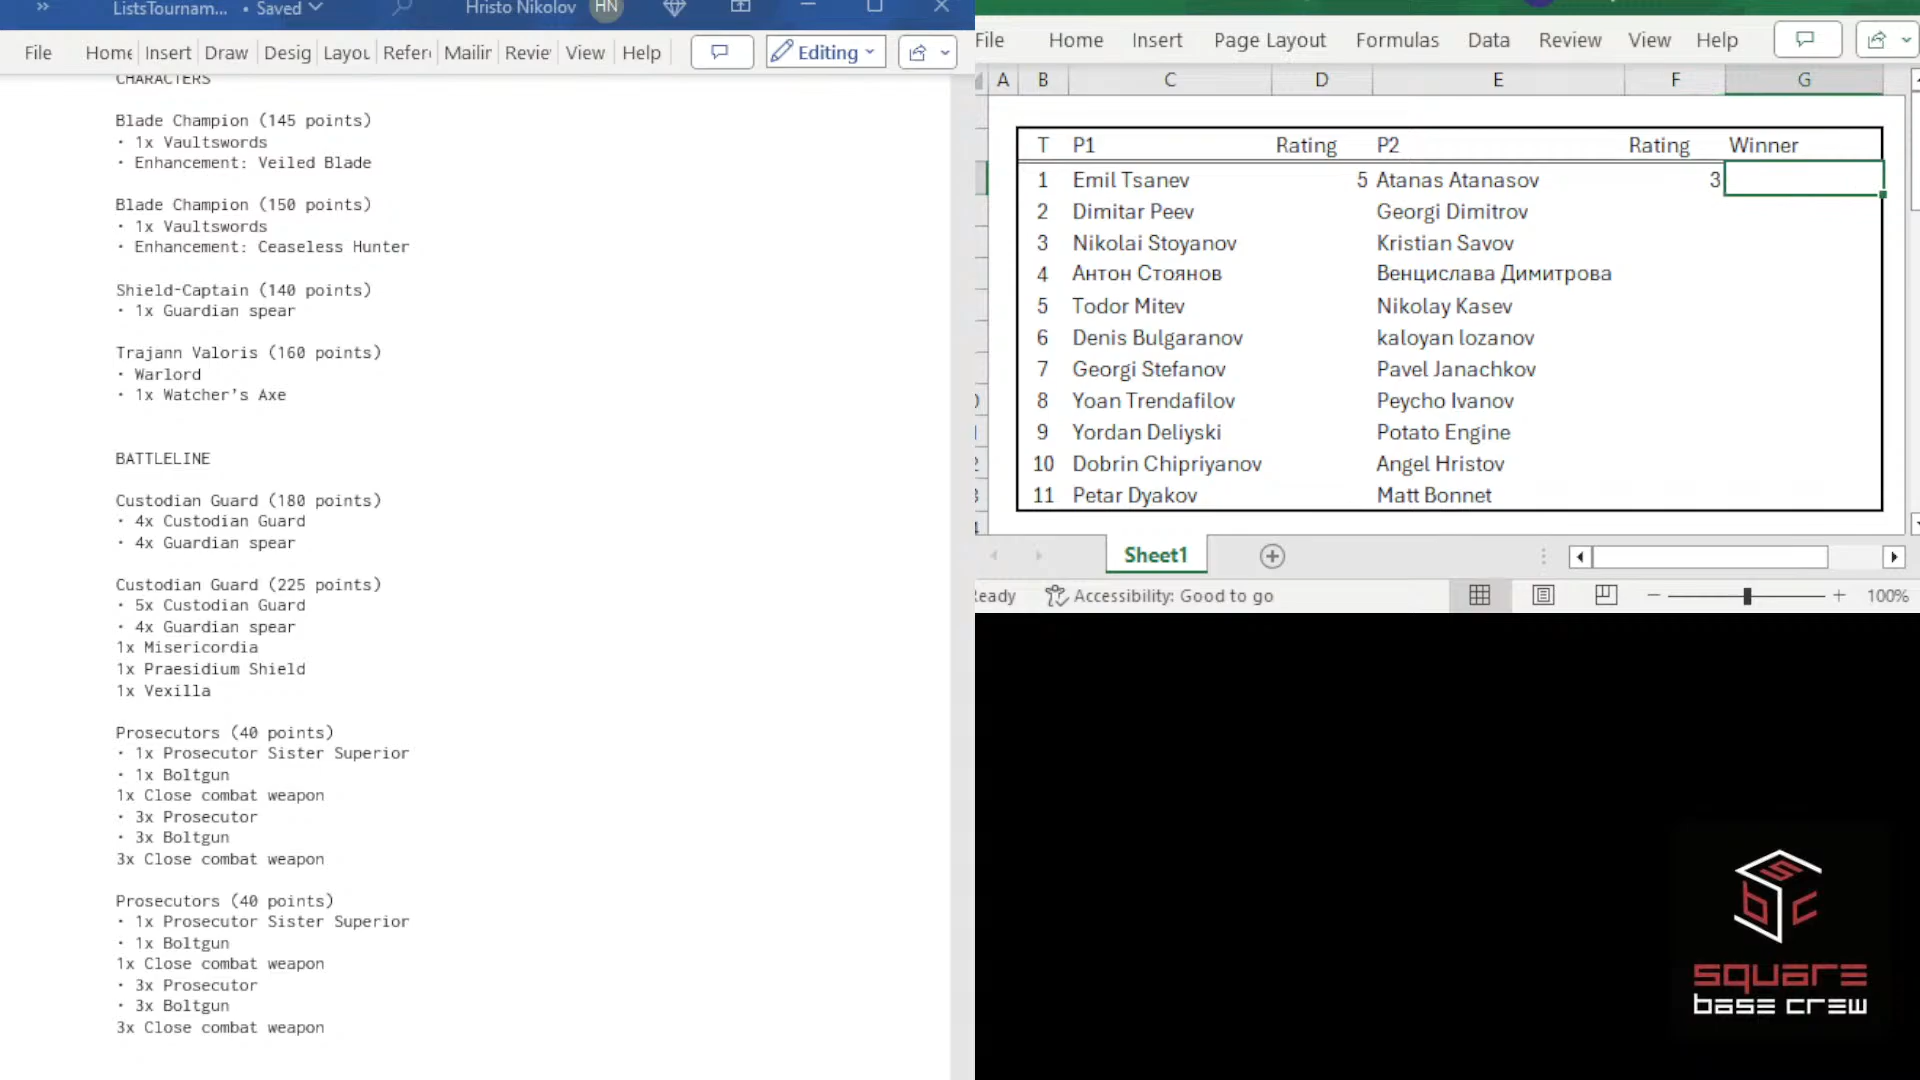 ListsTournam... • Saved
Hristo Nikolov HN
File Home Insert Draw Desig Layou Refer Mailin Revie View Help Editing
CHARACTERS
Blade Champion (145 points)
• 1x Vaultswords
• Enhancement: Veiled Blade
Blade Champion (150 points)
• 1x Vaultswords
• Enhancement: Ceaseless Hunter
Shield-Captain (140 points)
• 1x Guardian spear
Trajann Valoris (160 points)
• Warlord
• 1x Watcher’s Axe
BATTLELINE
Custodian Guard (180 points)
• 4x Custodian Guard
• 4x Guardian spear
Custodian Guard (225 points)
• 5x Custodian Guard
• 4x Guardian spear
1x Misericordia
1x Praesidium Shield
1x Vexilla
Prosecutors (40 points)
• 1x Prosecutor Sister Superior
• 1x Boltgun
1x Close combat weapon
• 3x Prosecutor
• 3x Boltgun
3x Close combat weapon
Prosecutors (40 points)
• 1x Prosecutor Sister Superior
• 1x Boltgun
1x Close combat weapon
• 3x Prosecutor
• 3x Boltgun
3x Close combat weapon
File Home Insert Page Layout Formulas Data Review View Help
A B C D E F G
T P1 Rating P2 Rating Winner
1 Emil Tsanev 5 Atanas Atanasov 3
2 Dimitar Peev Georgi Dimitrov
3 Nikolai Stoyanov Kristian Savov
4 Антон Стоянов Венцислава Димитрова
5 Todor Mitev Nikolay Kasev
6 Denis Bulgaranov kaloyan lozanov
7 Georgi Stefanov Pavel Janachkov
8 Yoan Trendafilov Peycho Ivanov
9 Yordan Deliyski Potato Engine
10 Dobrin Chipriyanov Angel Hristov
11 Petar Dyakov Matt Bonnet
Sheet1
Ready Accessibility: Good to go 100%
sbc
square
base crew